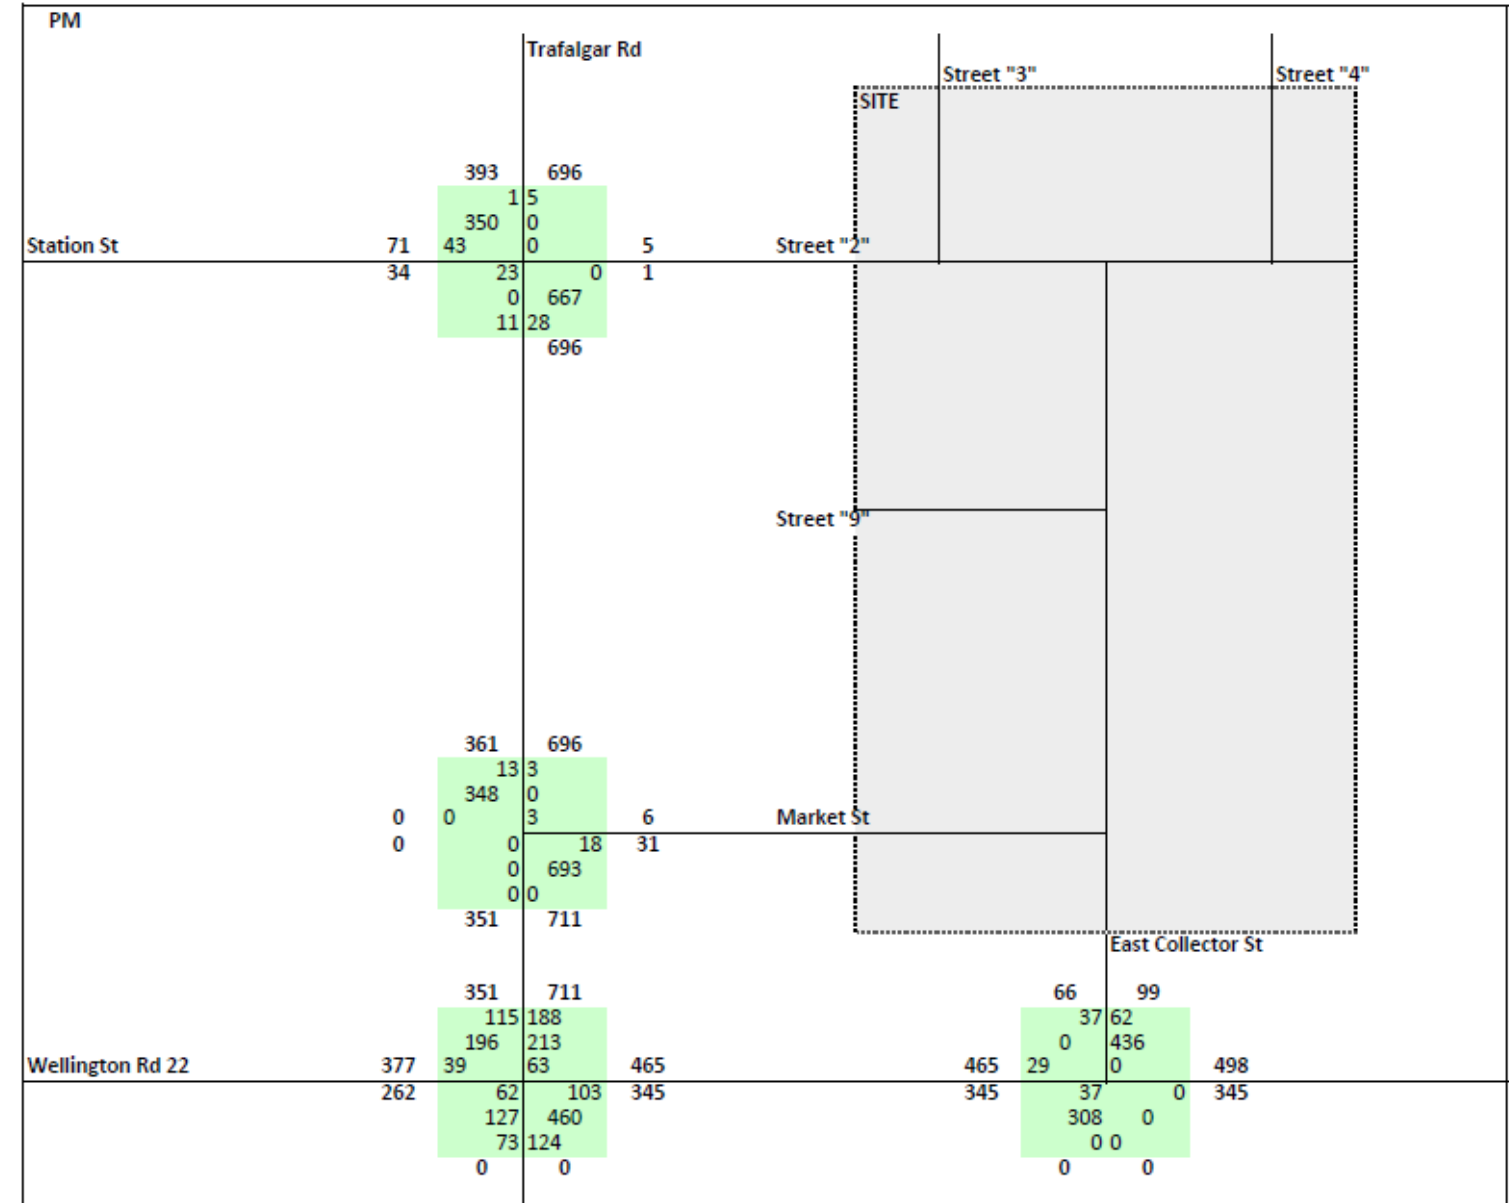 PM
Trafalgar Rd
Street "3" Street "4"
SITE
393 696
1 5
350 0
Station St 71 43 0 5 Street "2"
34 23 0 1
0 667
11 28
696
Street "9"
361 696
13 3
348 0
0 0 3 6 Market St
0 0 18 31
0 693
0 0
351 711
East Collector St
351 711 66 99
115 188 37 62
196 213 0 436
Wellington Rd 22 377 39 63 465 465 29 0 498
262 62 103 345 345 37 0 345
127 460 308 0
73 124 0 0
0 0 0 0